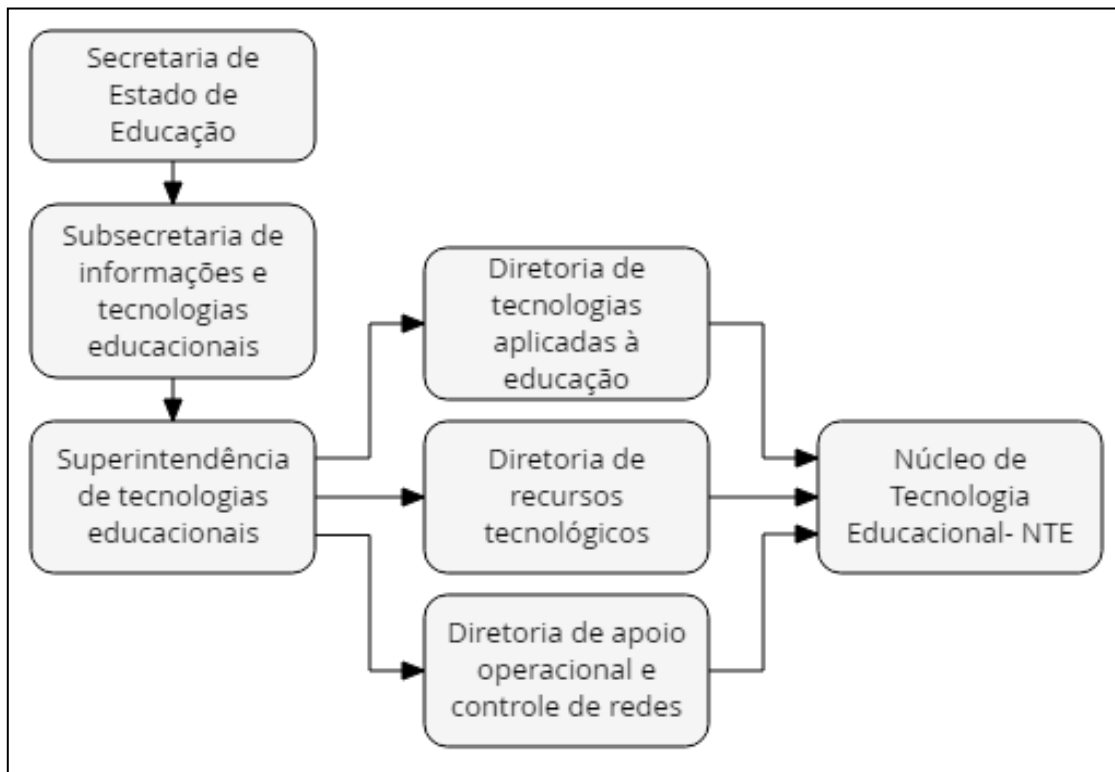 Secretaria de
Estado de
Educação
Subsecretaria de
informações e
tecnologias
educacionais
Superintendência
de tecnologias
educacionais
Diretoria de
tecnologias
aplicadas à
educação
Diretoria de
recursos
tecnológicos
Diretoria de apoio
operacional e
controle de redes
Núcleo de
Tecnologia
Educacional- NTE